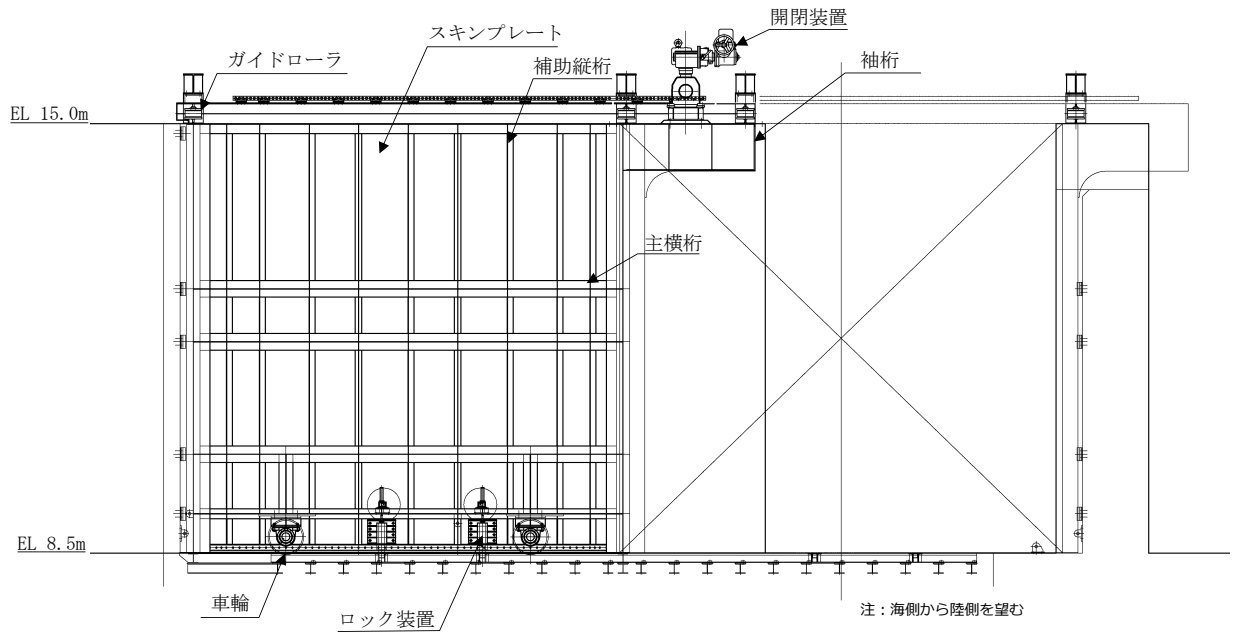 開閉装置
スキンプレート
ガイドローラ
補助縦桁
袖桁
EL 15.0m
主横桁
EL 8.5m
車輪
ロック装置
注：海側から陸側を望む